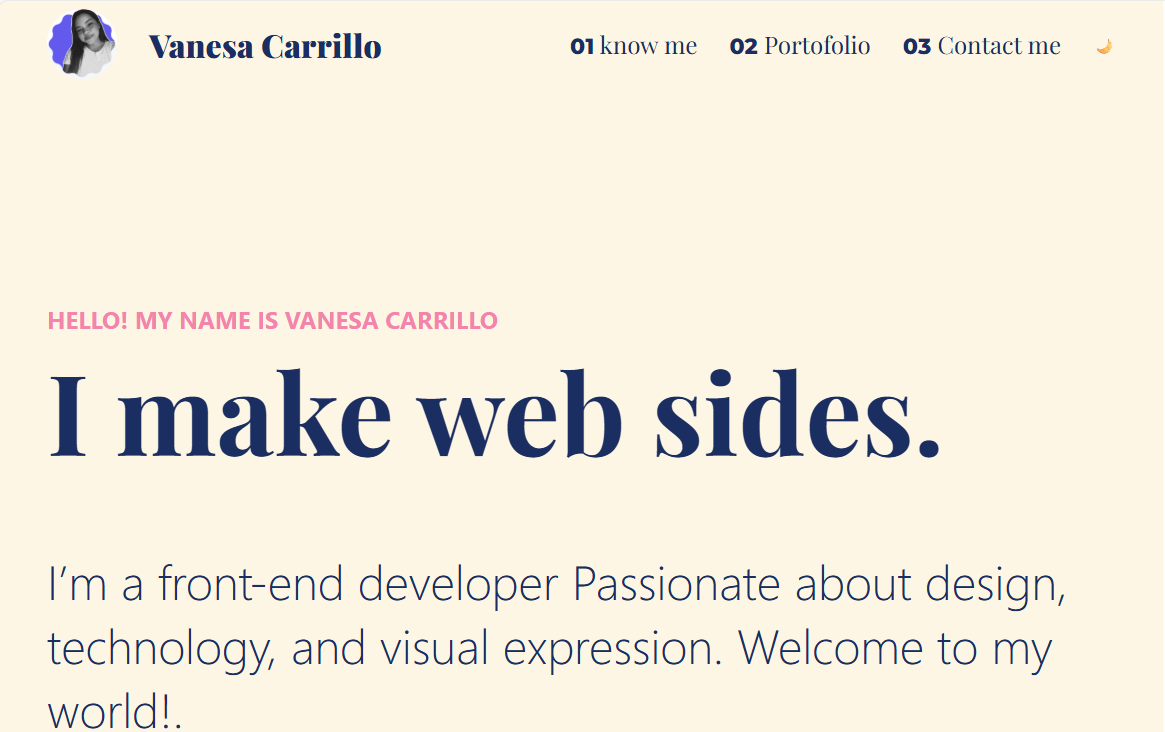 Vanesa Carrillo
01 know me 02 Portofolio 03 Contact me
HELLO! MY NAME IS VANESA CARRILLO
I make web sides.
I’m a front-end developer Passionate about design,
technology, and visual expression. Welcome to my
world!.